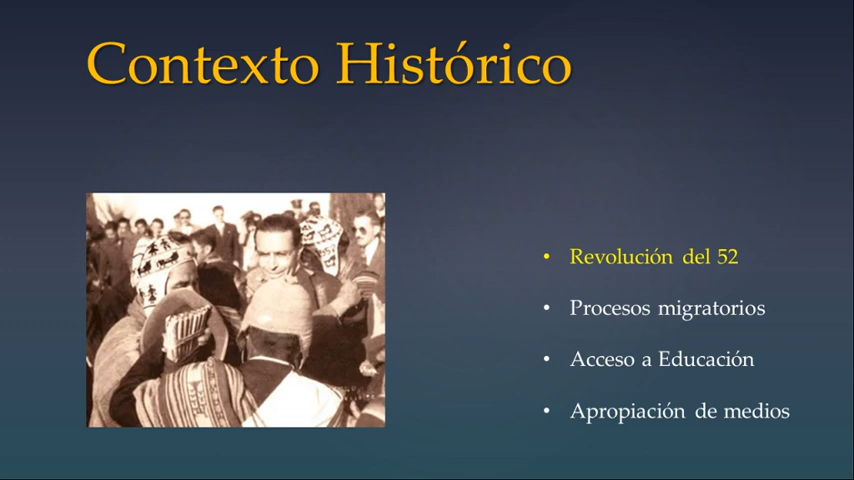 Contexto Histórico
• Revolución del 52
• Procesos migratorios
• Acceso a Educación
• Apropiación de medios